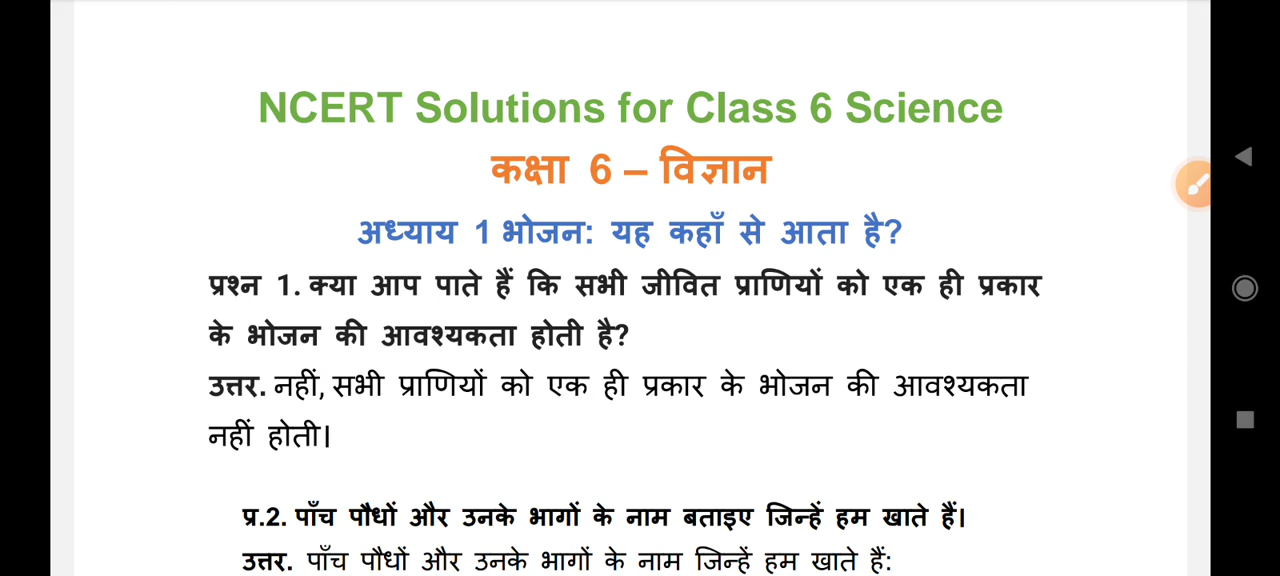 NCERT Solutions for Class 6 Science
कक्षा 6 – विज्ञान
अध्याय 1 भोजन: यह कहाँ से आता है?
प्रश्न 1. क्या आप पाते हैं कि सभी जीवित प्राणियों को एक ही प्रकार
के भोजन की आवश्यकता होती है?
उत्तर. नहीं, सभी प्राणियों को एक ही प्रकार के भोजन की आवश्यकता
नहीं होती।
प्र.2. पाँच पौधों और उनके भागों के नाम बताइए जिन्हें हम खाते हैं।
उत्तर. पाँच पौधों और उनके भागों के नाम जिन्हें हम खाते हैं: